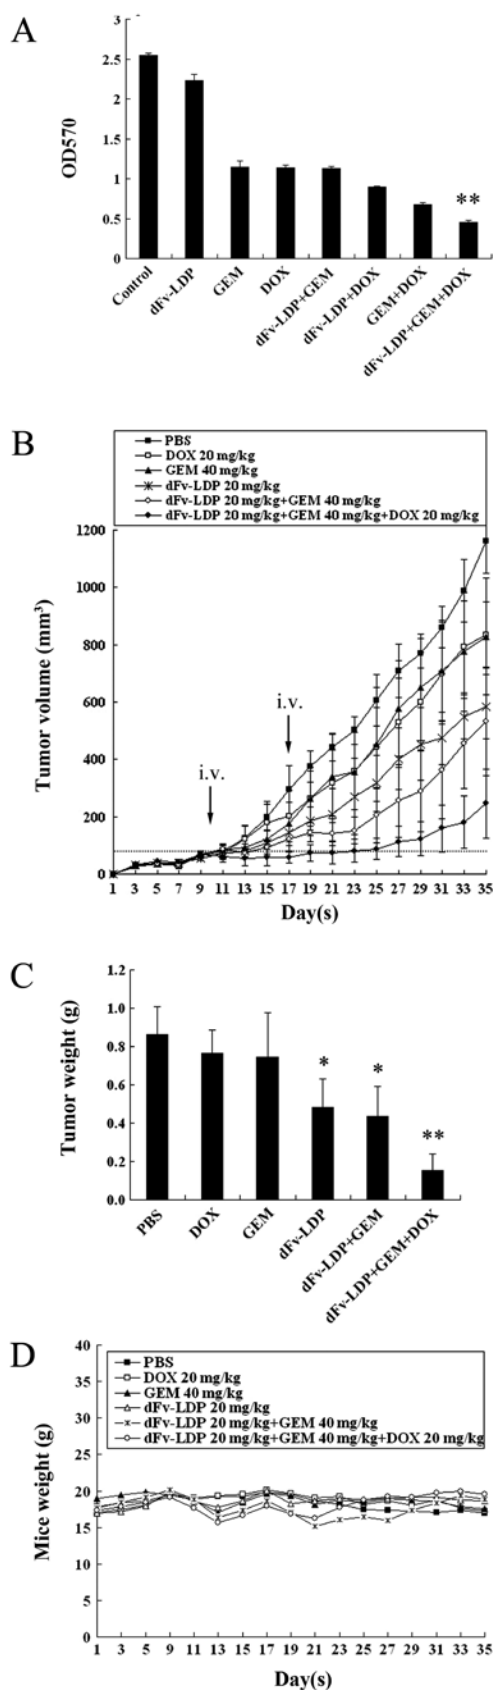 A
3
2.5
2
1.5
1
0.5
0
OD570
**
Control
dFv-LDP
GEM
DOX
dFv-LDP+GEM
dFv-LDP+DOX
GEM+DOX
dFv-LDP+GEM+DOX
B
PBS
DOX 20 mg/kg
GEM 40 mg/kg
dFv-LDP 20 mg/kg
dFv-LDP 20 mg/kg+GEM 40 mg/kg
dFv-LDP 20 mg/kg+GEM 40 mg/kg+DOX 20 mg/kg
1200
1000
800
600
400
200
0
Tumor volume (mm³)
i.v.
i.v.
1 3 5 7 9 11 13 15 17 19 21 23 25 27 29 31 33 35
Day(s)
C
1.2
1.0
0.8
0.6
0.4
0.2
0.0
Tumor weight (g)
* * **
PBS
DOX
GEM
dFv-LDP
dFv-LDP+GEM
dFv-LDP+GEM+DOX
D
40
35
30
25
20
15
10
5
0
Mice weight (g)
PBS
DOX 20 mg/kg
GEM 40 mg/kg
dFv-LDP 20 mg/kg
dFv-LDP 20 mg/kg+GEM 40 mg/kg
dFv-LDP 20 mg/kg+GEM 40 mg/kg+DOX 20 mg/kg
1 3 5 9 11 13 15 17 19 21 23 25 27 29 31 33 35
Day(s)